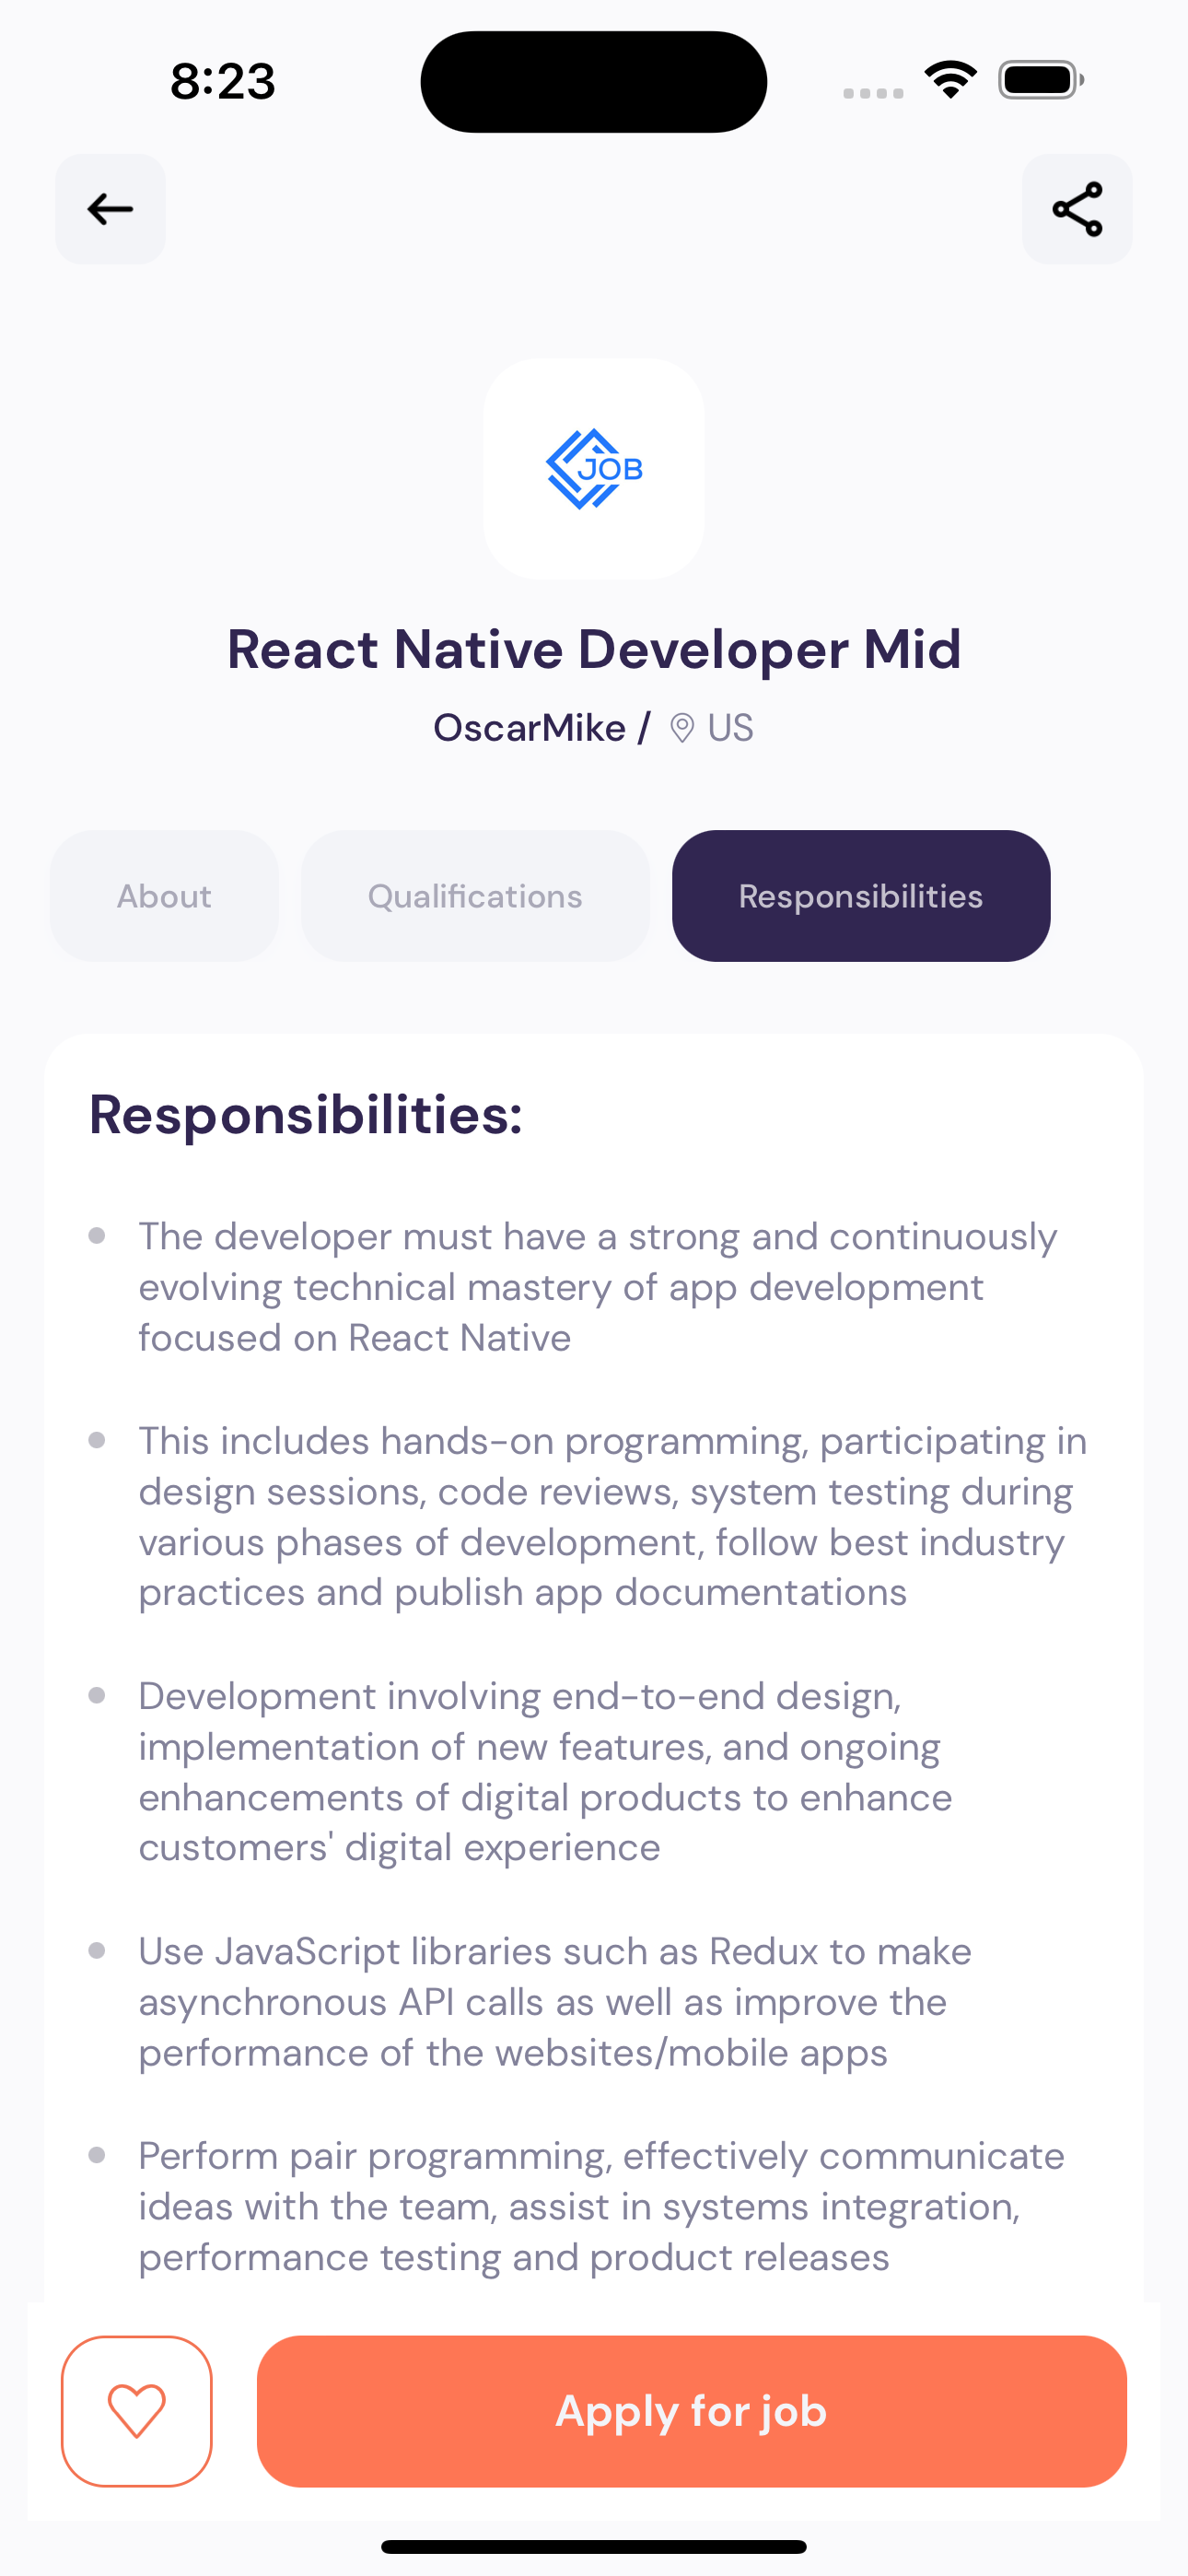 8:23
JOB
React Native Developer Mid
OscarMike / US
About
Qualifications
Responsibilities
Responsibilities:
The developer must have a strong and continuously
evolving technical mastery of app development
focused on React Native
This includes hands-on programming, participating in
design sessions, code reviews, system testing during
various phases of development, follow best industry
practices and publish app documentations
Development involving end-to-end design,
implementation of new features, and ongoing
enhancements of digital products to enhance
customers' digital experience
Use JavaScript libraries such as Redux to make
asynchronous API calls as well as improve the
performance of the websites/mobile apps
Perform pair programming, effectively communicate
ideas with the team, assist in systems integration,
performance testing and product releases
Apply for job